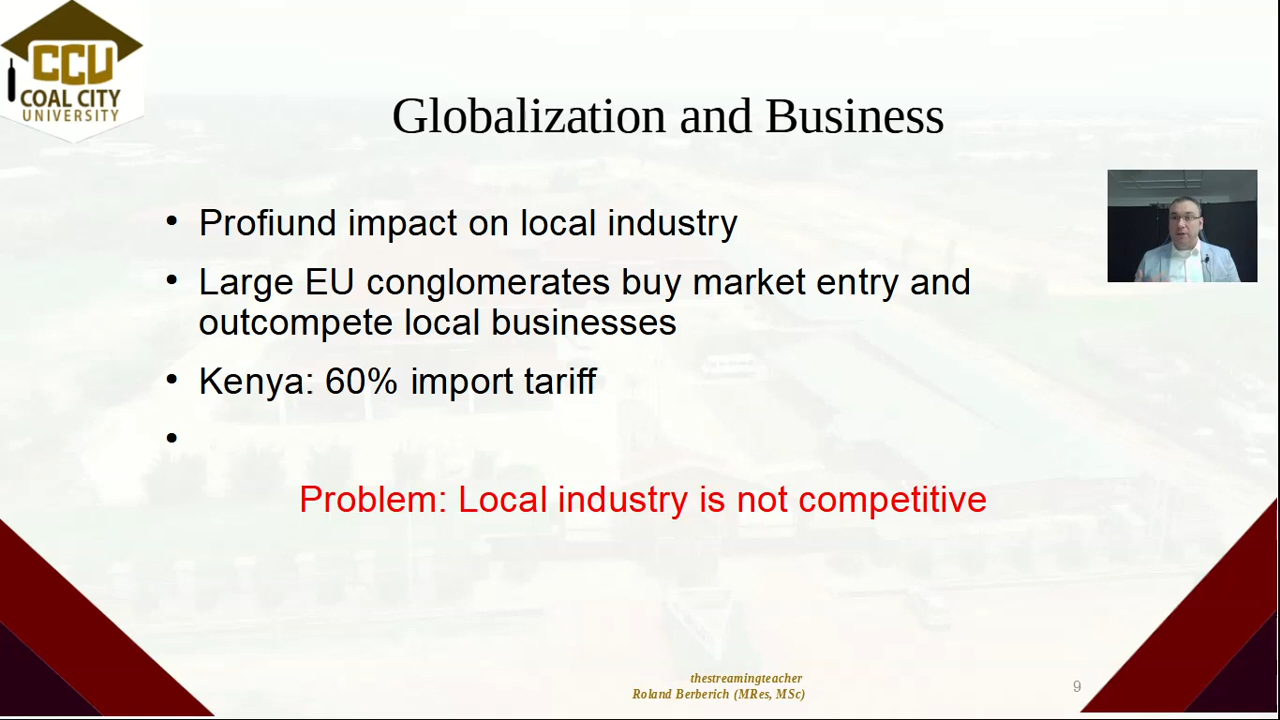 CCU
COAL CITY
UNIVERSITY
Globalization and Business
• Profiund impact on local industry
• Large EU conglomerates buy market entry and
outcompete local businesses
• Kenya: 60% import tariff
•
Problem: Local industry is not competitive
thestreamingteacher
Roland Berberich (MRes, MSc)
9